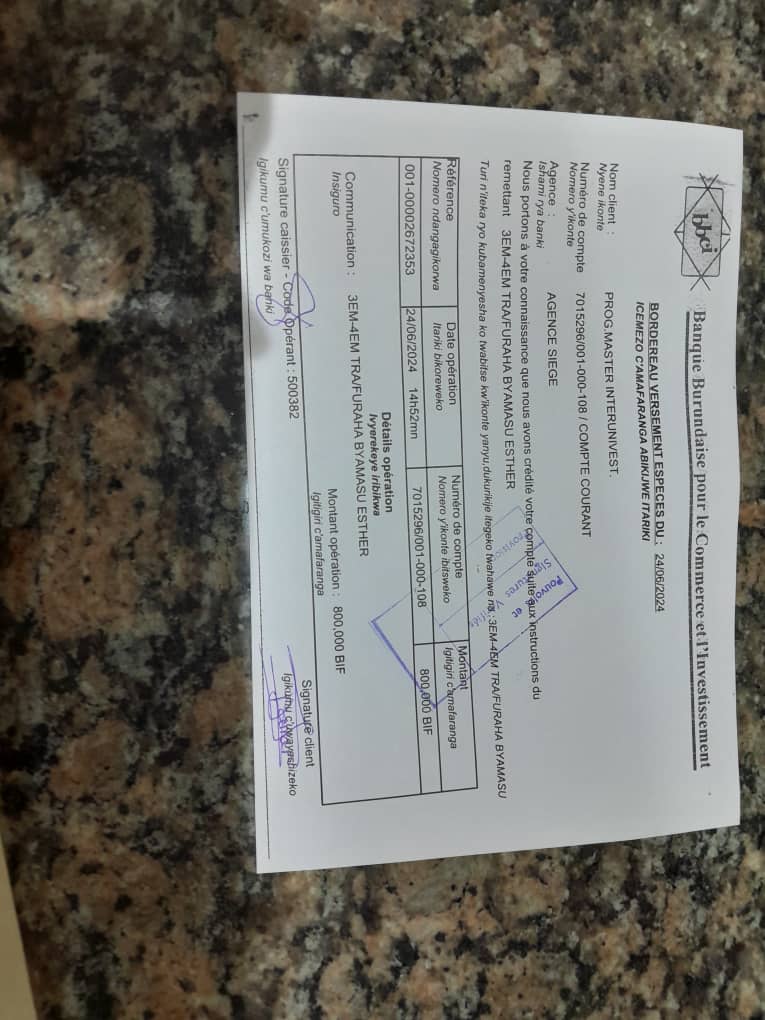 bbci
Banque Burundaise pour le Commerce et l'Investissement
BORDEREAU VERSEMENT ESPECES DU : 24/06/2024
ICEMEZO C'AMAFARANGA ABIKIJWE ITARIKI
Nom client : PROG.MASTER INTERUNIVEST.
Nyene ikonte
Numéro de compte 7015296/001-000-108 / COMPTE COURANT
Nomero y'ikonte
Agence : AGENCE SIEGE
Ishami rya banki
Nous portons à votre connaissance que nous avons crédité votre compte suite aux instructions du
remettant 3EM-4EM TRA/FURAHA BYAMASU ESTHER
Turi n'iteka ryo kubamenyesha ko twabitse kw'ikonte yanyu,dukurikije itegeko twahawe na :3EM-4EM TRA/FURAHA BYAMASU
Pouvoirs et
Signatures Vérifiés
Provision
Référence Date opération Numéro de compte Montant
Nomero ndangagikorwa Itariki bikoreweko Nomero y'ikonte ibitsweko Igitigiri c'amafaranga
001-00002672353 24/06/2024 14h52mn 7015296/001-000-108 800,000 BIF
Détails opération
Ivyerekeye iribikwa
Communication : 3EM-4EM TRA/FURAHA BYAMASU ESTHER
Insiguro
Montant opération : 800,000 BIF
Igitigiri c'amafaranga
Signature caissier - Code Opérant : 500382 Signature client
Igikumu c'umukozi wa banki Igikumu c'uwayashizeko